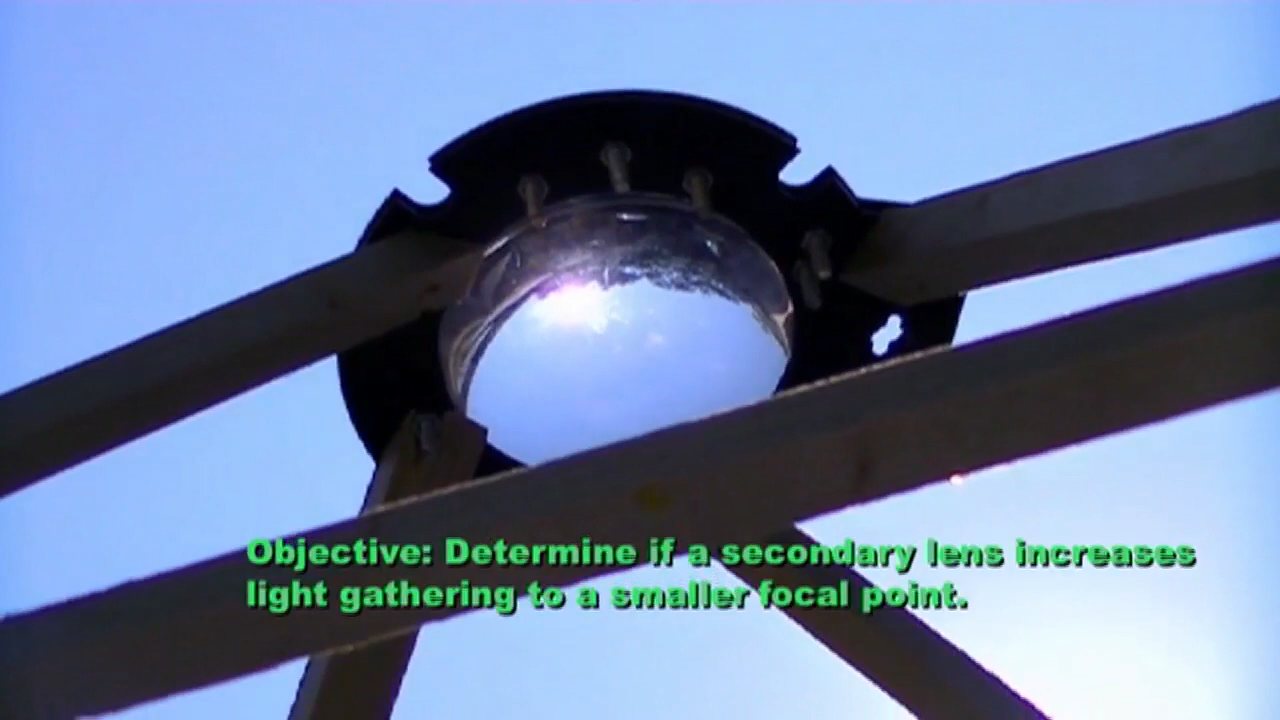 Objective: Determine if a secondary lens increases
light gathering to a smaller focal point.